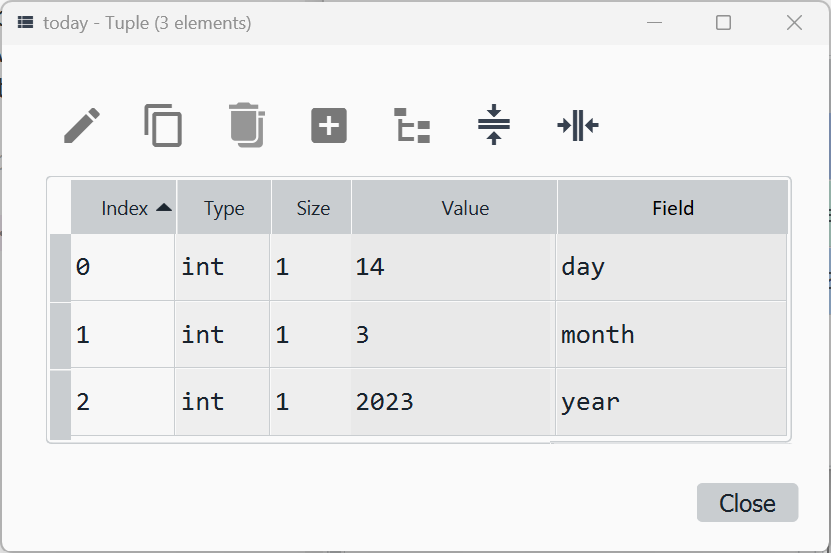 today - Tuple (3 elements)
Index Type Size Value Field
0 int 1 14 day
1 int 1 3 month
2 int 1 2023 year
Close